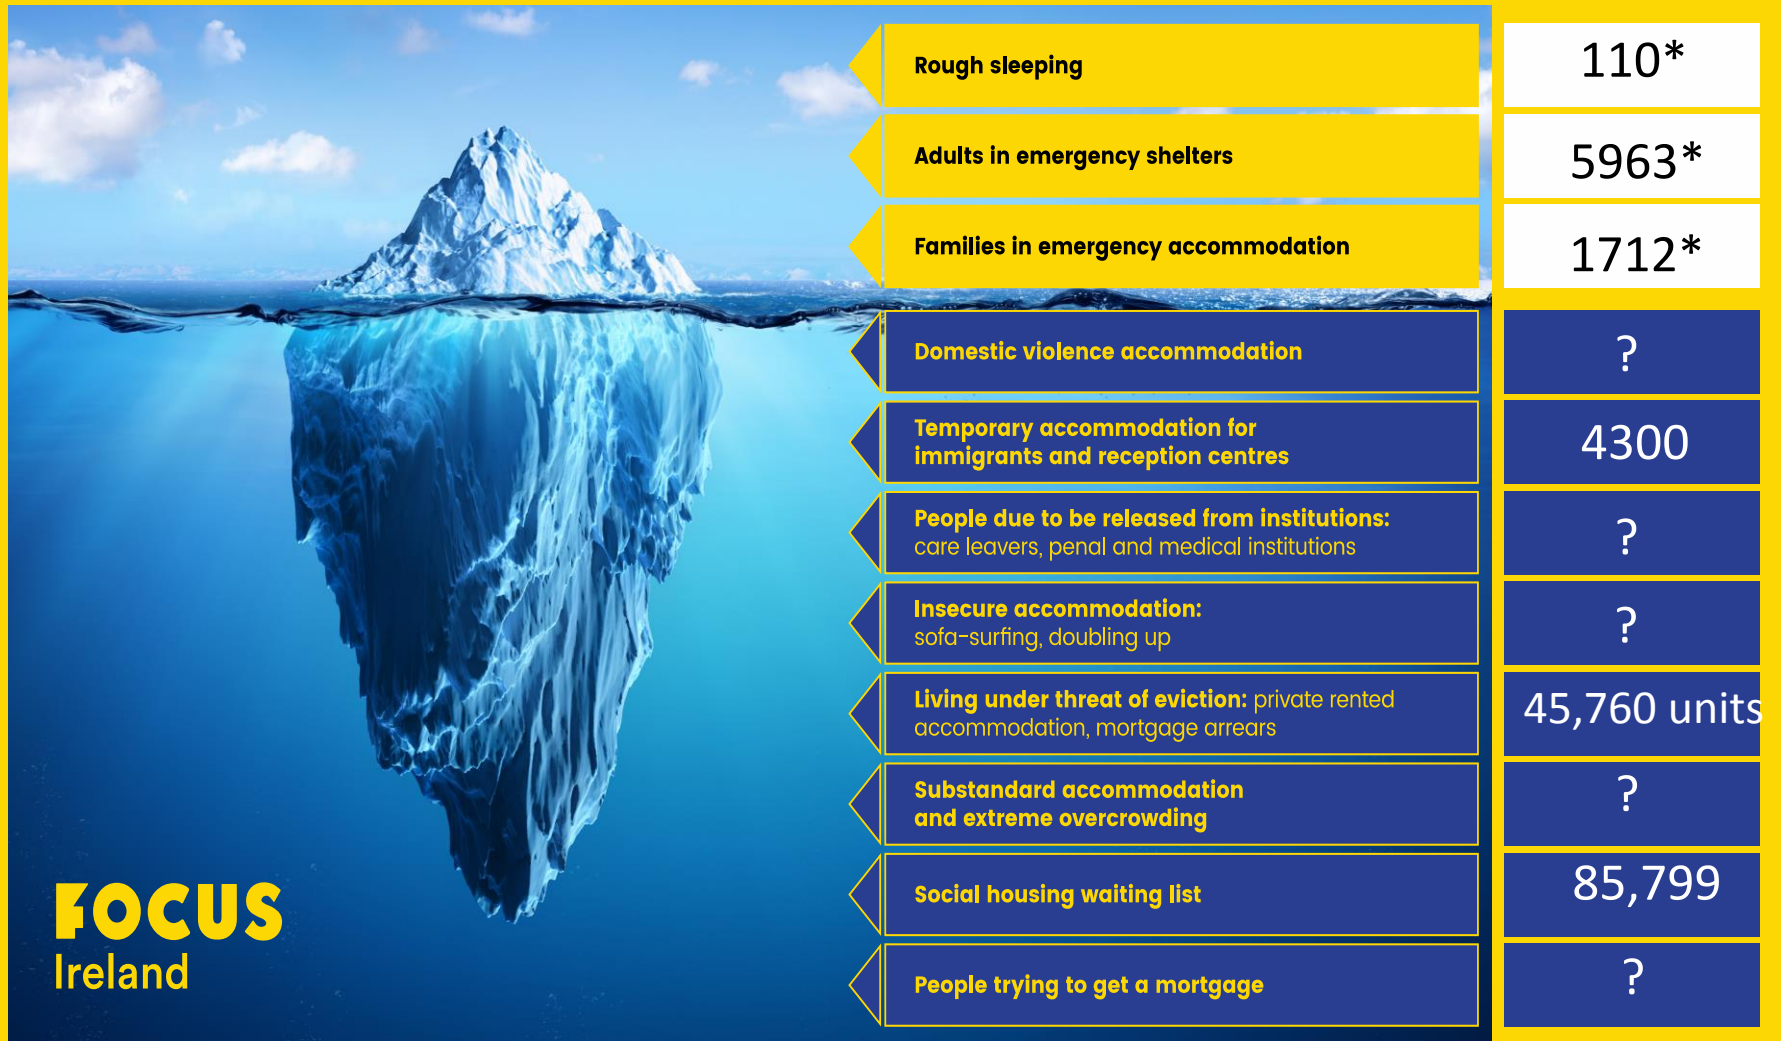 Rough sleeping
110*
Adults in emergency shelters
5963*
Families in emergency accommodation
1712*
Domestic violence accommodation
?
Temporary accommodation for
immigrants and reception centres
4300
People due to be released from institutions:
care leavers, penal and medical institutions
?
Insecure accommodation:
sofa-surfing, doubling up
?
Living under threat of eviction: private rented
accommodation, mortgage arrears
45,760 units
Substandard accommodation
and extreme overcrowding
?
Social housing waiting list
85,799
People trying to get a mortgage
?
FOCUS
Ireland